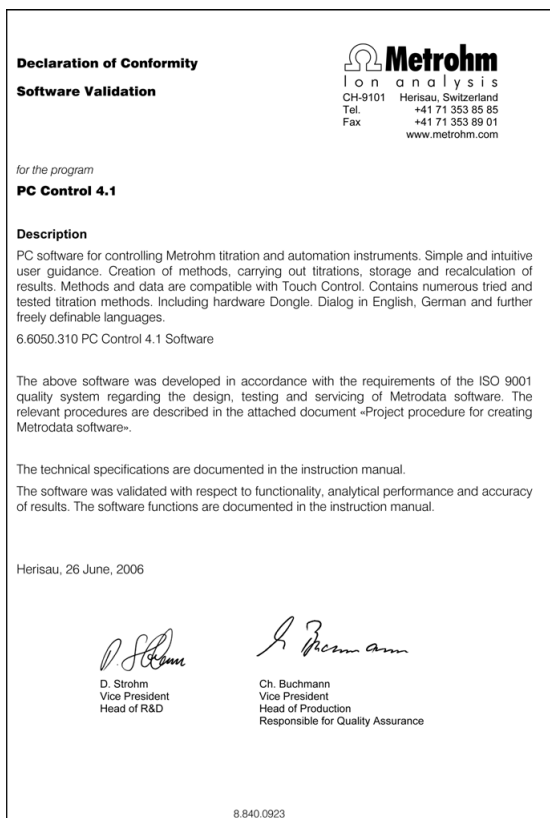 Declaration of Conformity
Software Validation
Metrohm
Ion analysis
CH-9101 Herisau, Switzerland
Tel. +41 71 353 85 85
Fax +41 71 353 89 01
www.metrohm.com
for the program
PC Control 4.1
Description
PC software for controlling Metrohm titration and automation instruments. Simple and intuitive
user guidance. Creation of methods, carrying out titrations, storage and recalculation of
results. Methods and data are compatible with Touch Control. Contains numerous tried and
tested titration methods. Including hardware Dongle. Dialog in English, German and further
freely definable languages.
6.6050.310 PC Control 4.1 Software
The above software was developed in accordance with the requirements of the ISO 9001
quality system regarding the design, testing and servicing of Metrodata software. The
relevant procedures are described in the attached document «Project procedure for creating
Metrodata software».
The technical specifications are documented in the instruction manual.
The software was validated with respect to functionality, analytical performance and accuracy
of results. The software functions are documented in the instruction manual.
Herisau, 26 June, 2006
D. Strohm
Vice President
Head of R&D
Ch. Buchmann
Vice President
Head of Production
Responsible for Quality Assurance
8.840.0923